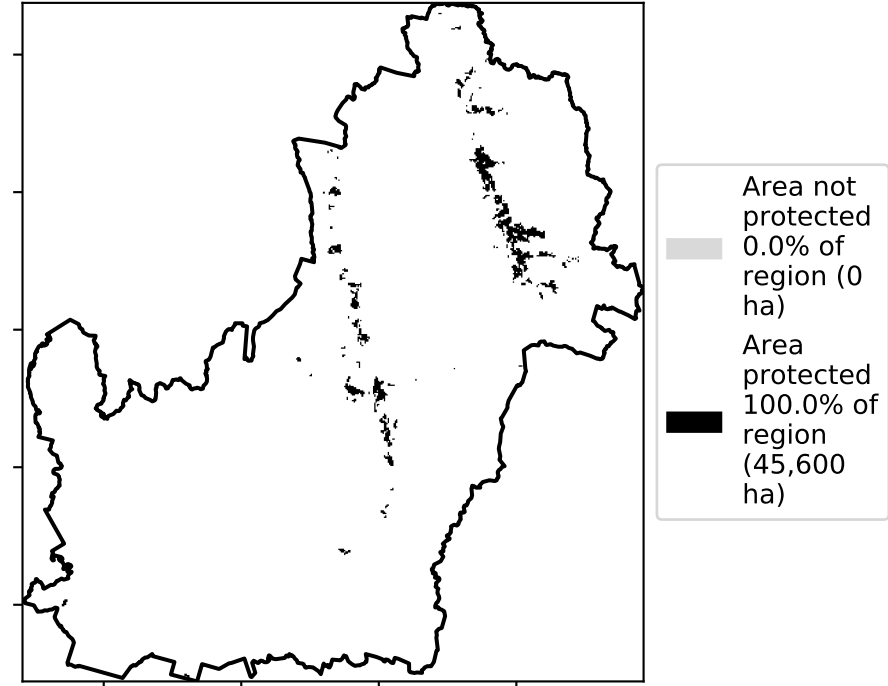 Area not
protected
0.0% of
region (0
ha)
Area
protected
100.0% of
region
(45,600
ha)